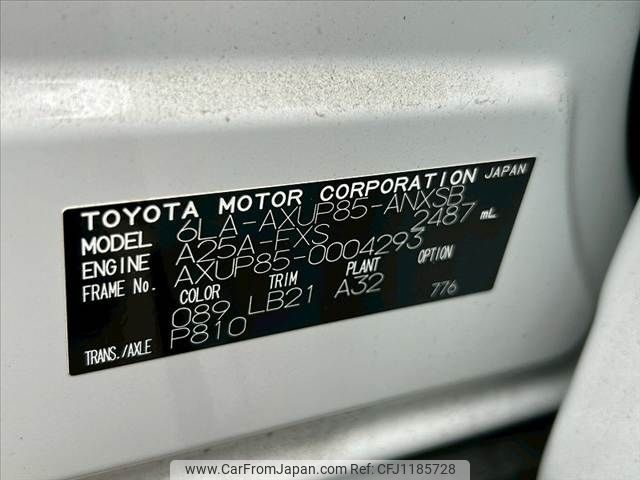 TOYOTA MOTOR CORPORATION JAPAN
MODEL 6LA-AXUP85-ANXSB
ENGINE A25A-FXS 2487 mL
FRAME No. AXUP85-0004293
COLOR TRIM PLANT OPTION
089 LB21 A32 776
TRANS./AXLE P810
www.CarFromJapan.com © CarFromJapan CFJ1185728